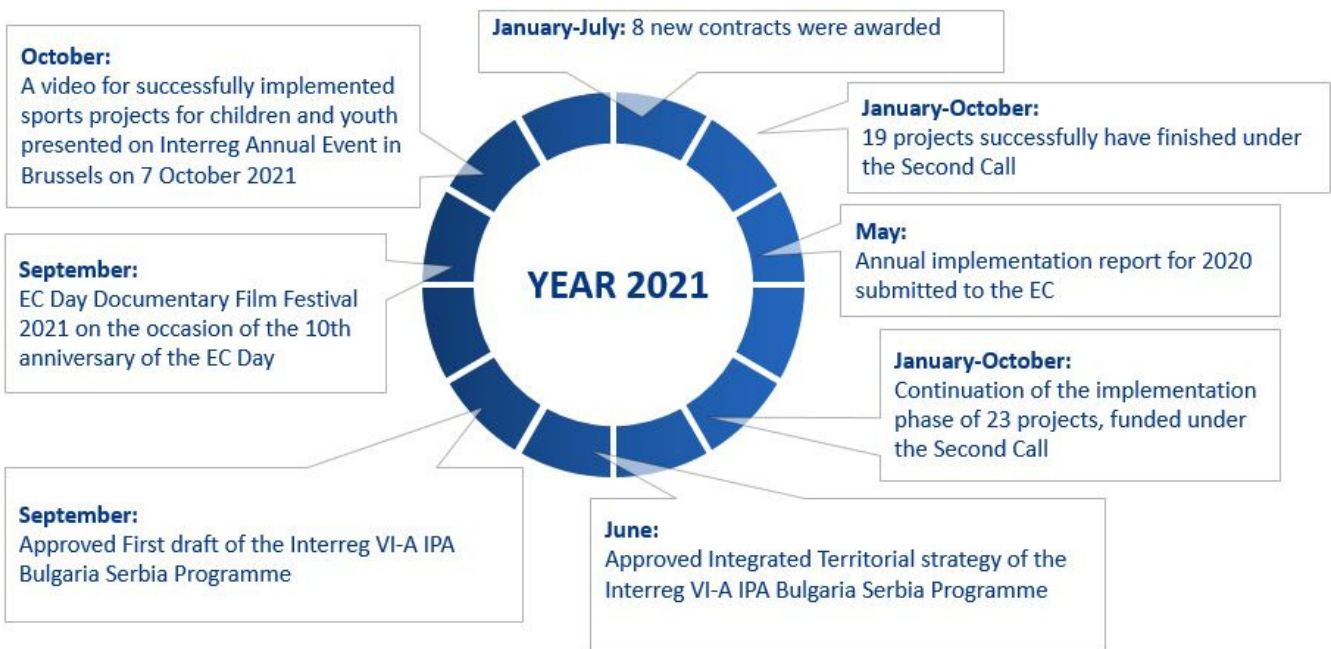 January-July: 8 new contracts were awarded
January-October:
19 projects successfully have finished under
the Second Call
May:
Annual implementation report for 2020
submitted to the EC
January-October:
Continuation of the implementation
phase of 23 projects, funded under
the Second Call
June:
Approved Integrated Territorial strategy of the
Interreg VI-A IPA Bulgaria Serbia Programme
September:
Approved First draft of the Interreg VI-A IPA
Bulgaria Serbia Programme
September:
EC Day Documentary Film Festival
2021 on the occasion of the 10th
anniversary of the EC Day
October:
A video for successfully implemented
sports projects for children and youth
presented on Interreg Annual Event in
Brussels on 7 October 2021
YEAR 2021